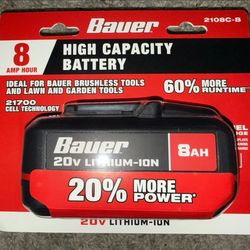 Bauer
2108C-B
8
AMP HOUR
HIGH CAPACITY
BATTERY
IDEAL FOR BAUER BRUSHLESS TOOLS
AND LAWN AND GARDEN TOOLS
60% MORE
RUNTIME
21700
CELL TECHNOLOGY
Bauer
20V LITHIUM-ION
8AH
20% MORE
POWER
20V LITHIUM-ION